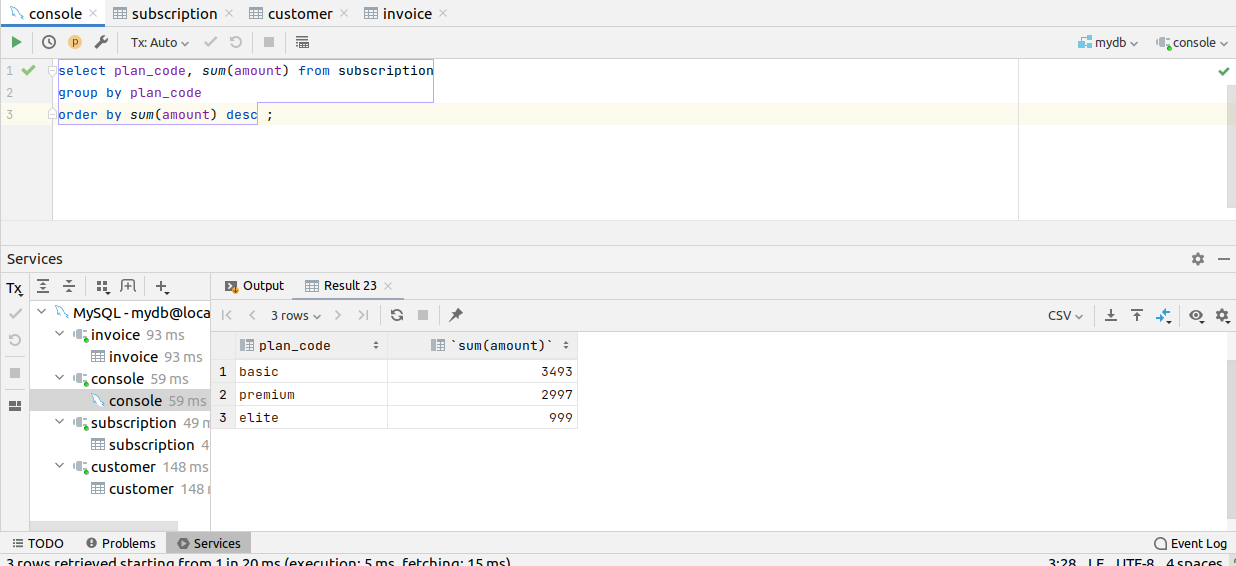 console subscription customer invoice
Tx: Auto mydb console
1 select plan_code, sum(amount) from subscription
2 group by plan_code
3 order by sum(amount) desc ;
Services
Tx Output Result 23
MySQL - mydb@loca 3 rows CSV
invoice 93 ms
invoice 93 ms
console 59 ms
console 59 ms
subscription 49 m
subscription 4
customer 148 ms
customer 148 
plan_code `sum(amount)`
1 basic 3493
2 premium 2997
3 elite 999
TODO Problems Services Event Log
3 rows retrieved starting from 1 in 20 ms (execution: 5 ms, fetching: 15 ms) 3:28 LF UTF-8 4 spaces